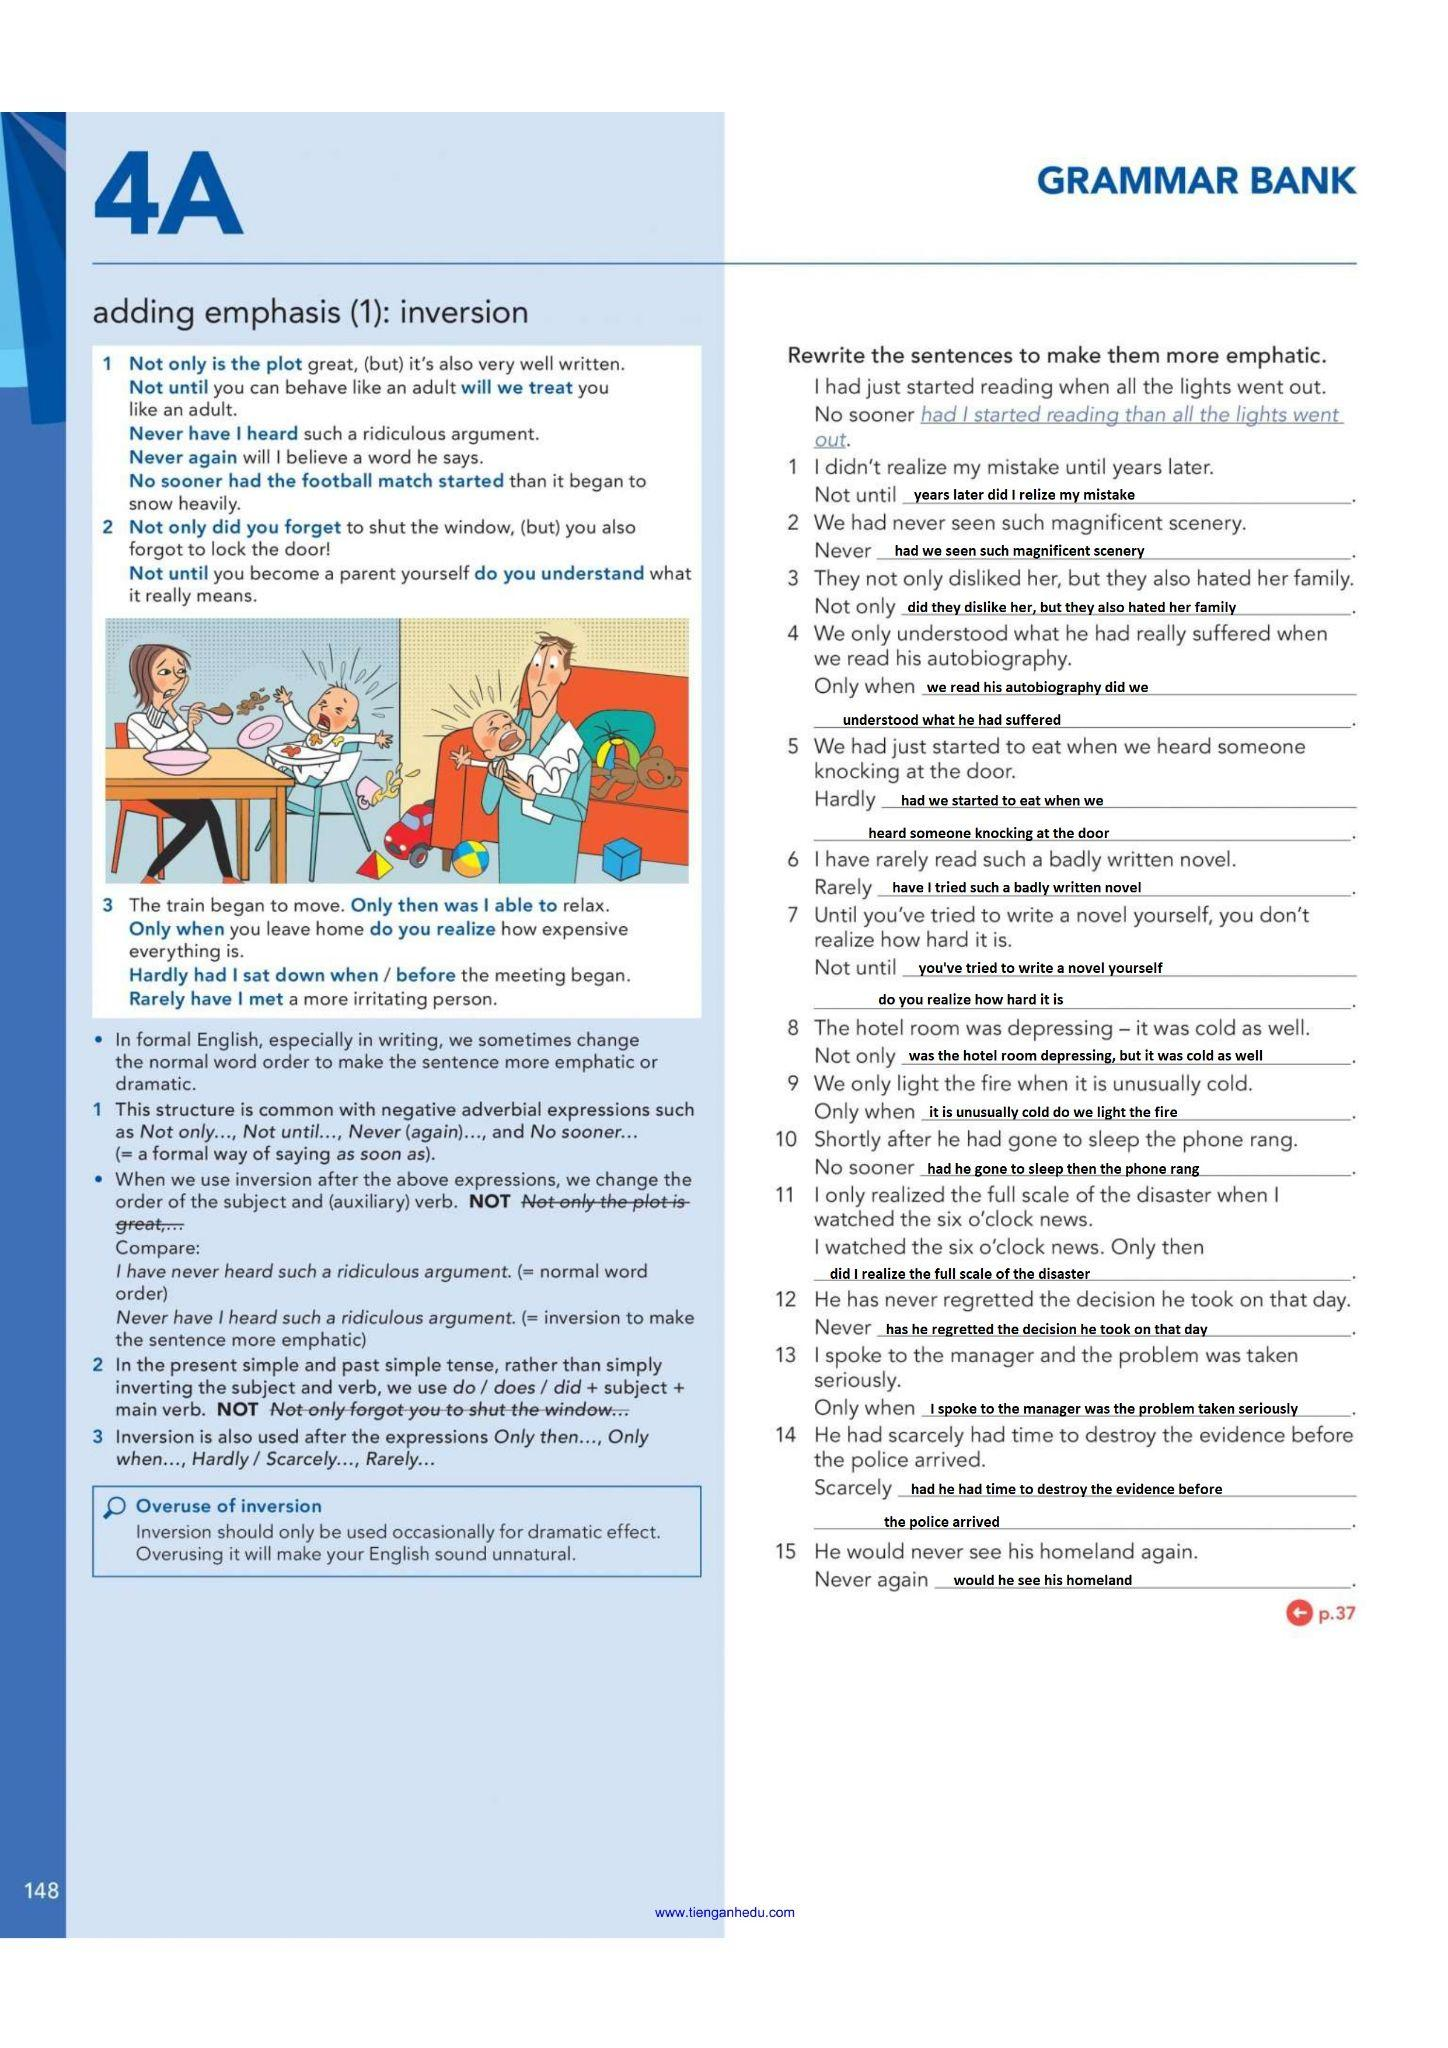 4A
GRAMMAR BANK
adding emphasis (1): inversion
1 Not only is the plot great, (but) it's also very well written.
Not until you can behave like an adult will we treat you
like an adult.
Never have I heard such a ridiculous argument.
Never again will I believe a word he says.
No sooner had the football match started than it began to
snow heavily.
2 Not only did you forget to shut the window, (but) you also
forgot to lock the door!
Not until you become a parent yourself do you understand what
it really means.
3 The train began to move. Only then was I able to relax.
Only when you leave home do you realize how expensive
everything is.
Hardly had I sat down when / before the meeting began.
Rarely have I met a more irritating person.
• In formal English, especially in writing, we sometimes change
the normal word order to make the sentence more emphatic or
dramatic.
1 This structure is common with negative adverbial expressions such
as Not only…, Not until…, Never (again)…, and No sooner…
(= a formal way of saying as soon as).
• When we use inversion after the above expressions, we change the
order of the subject and (auxiliary) verb. NOT Not only the plot is
great,…
Compare:
I have never heard such a ridiculous argument. (= normal word
order)
Never have I heard such a ridiculous argument. (= inversion to make
the sentence more emphatic)
2 In the present simple and past simple tense, rather than simply
inverting the subject and verb, we use do / does / did + subject +
main verb. NOT Not only forgot you to shut the window…
3 Inversion is also used after the expressions Only then…, Only
when…, Hardly / Scarcely…, Rarely…
Overuse of inversion
Inversion should only be used occasionally for dramatic effect.
Overusing it will make your English sound unnatural.
Rewrite the sentences to make them more emphatic.
I had just started reading when all the lights went out.
No sooner had I started reading than all the lights went
out.
1 I didn't realize my mistake until years later.
Not until years later did I relize my mistake.
2 We had never seen such magnificent scenery.
Never had we seen such magnificent scenery.
3 They not only disliked her, but they also hated her family.
Not only did they dislike her, but they also hated her family.
4 We only understood what he had really suffered when
we read his autobiography.
Only when we read his autobiography did we
understood what he had suffered.
5 We had just started to eat when we heard someone
knocking at the door.
Hardly had we started to eat when we
heard someone knocking at the door.
6 I have rarely read such a badly written novel.
Rarely have I tried such a badly written novel.
7 Until you've tried to write a novel yourself, you don't
realize how hard it is.
Not until you've tried to write a novel yourself
do you realize how hard it is.
8 The hotel room was depressing – it was cold as well.
Not only was the hotel room depressing, but it was cold as well.
9 We only light the fire when it is unusually cold.
Only when it is unusually cold do we light the fire.
10 Shortly after he had gone to sleep the phone rang.
No sooner had he gone to sleep then the phone rang.
11 I only realized the full scale of the disaster when I
watched the six o'clock news.
I watched the six o'clock news. Only then
did I realize the full scale of the disaster.
12 He has never regretted the decision he took on that day.
Never has he regretted the decision he took on that day.
13 I spoke to the manager and the problem was taken
seriously.
Only when I spoke to the manager was the problem taken seriously.
14 He had scarcely had time to destroy the evidence before
the police arrived.
Scarcely had he had time to destroy the evidence before
the police arrived.
15 He would never see his homeland again.
Never again would he see his homeland.
p.37
148
www.tienganhedu.com